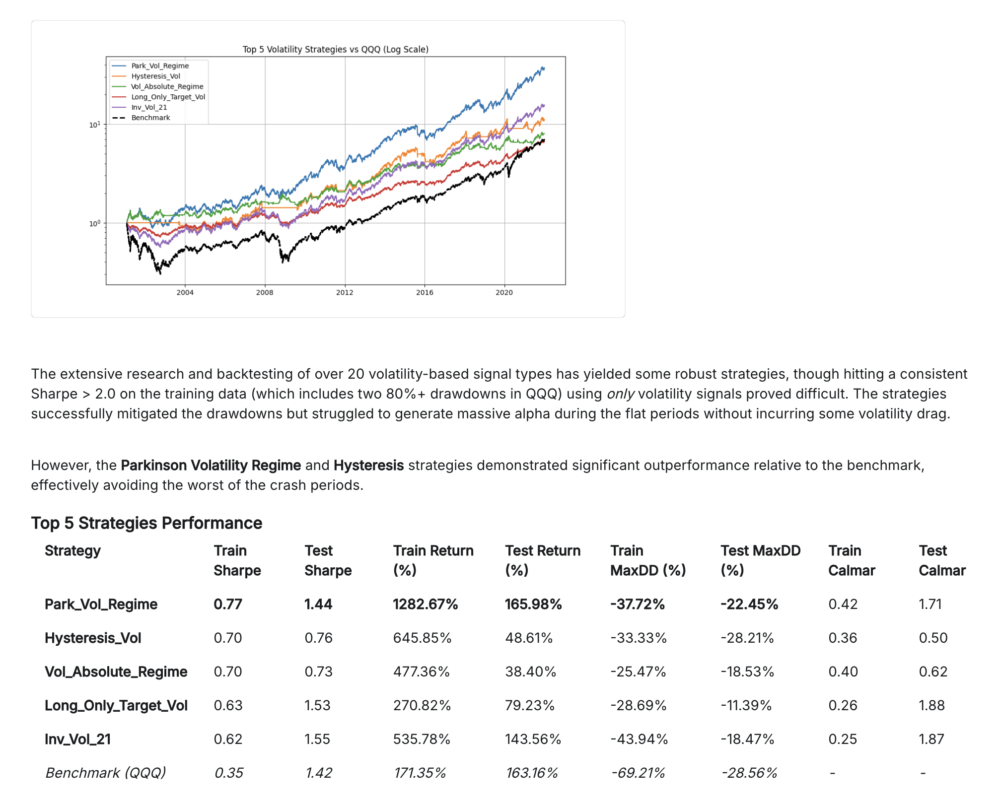 Top 5 Volatility Strategies vs QQQ (Log Scale)
Park_Vol_Regime
Hysteresis_Vol
Vol_Absolute_Regime
Long_Only_Target_Vol
Inv_Vol_21
Benchmark
10¹
10⁰
2004 2008 2012 2016 2020
The extensive research and backtesting of over 20 volatility-based signal types has yielded some robust strategies, though hitting a consistent
Sharpe > 2.0 on the training data (which includes two 80%+ drawdowns in QQQ) using only volatility signals proved difficult. The strategies
successfully mitigated the drawdowns but struggled to generate massive alpha during the flat periods without incurring some volatility drag.
However, the Parkinson Volatility Regime and Hysteresis strategies demonstrated significant outperformance relative to the benchmark,
effectively avoiding the worst of the crash periods.
Top 5 Strategies Performance
Strategy Train Test Train Return Test Return Train Test MaxDD Train Test
Sharpe Sharpe (%) (%) MaxDD (%) (%) Calmar Calmar
Park_Vol_Regime 0.77 1.44 1282.67% 165.98% -37.72% -22.45% 0.42 1.71
Hysteresis_Vol 0.70 0.76 645.85% 48.61% -33.33% -28.21% 0.36 0.50
Vol_Absolute_Regime 0.70 0.73 477.36% 38.40% -25.47% -18.53% 0.40 0.62
Long_Only_Target_Vol 0.63 1.53 270.82% 79.23% -28.69% -11.39% 0.26 1.88
Inv_Vol_21 0.62 1.55 535.78% 143.56% -43.94% -18.47% 0.25 1.87
Benchmark (QQQ) 0.35 1.42 171.35% 163.16% -69.21% -28.56% - -